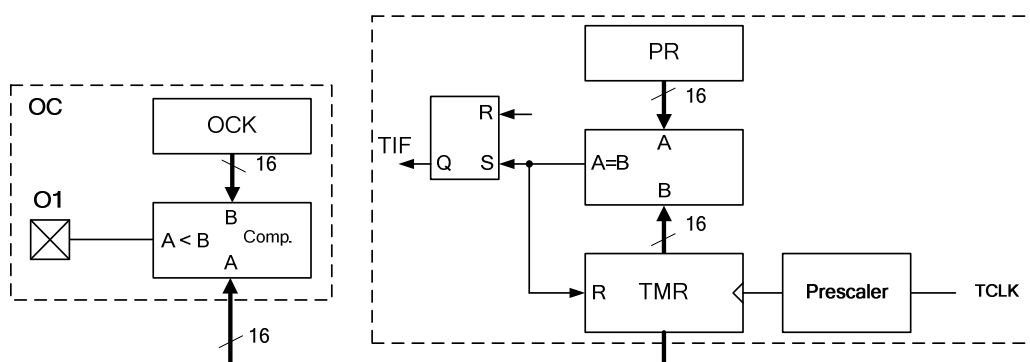 OC
OCK
16
O1
B
A < B
Comp.
A
16
PR
16
R
TIF
Q
S
A
A=B
B
16
R
TMR
Prescaler
TCLK